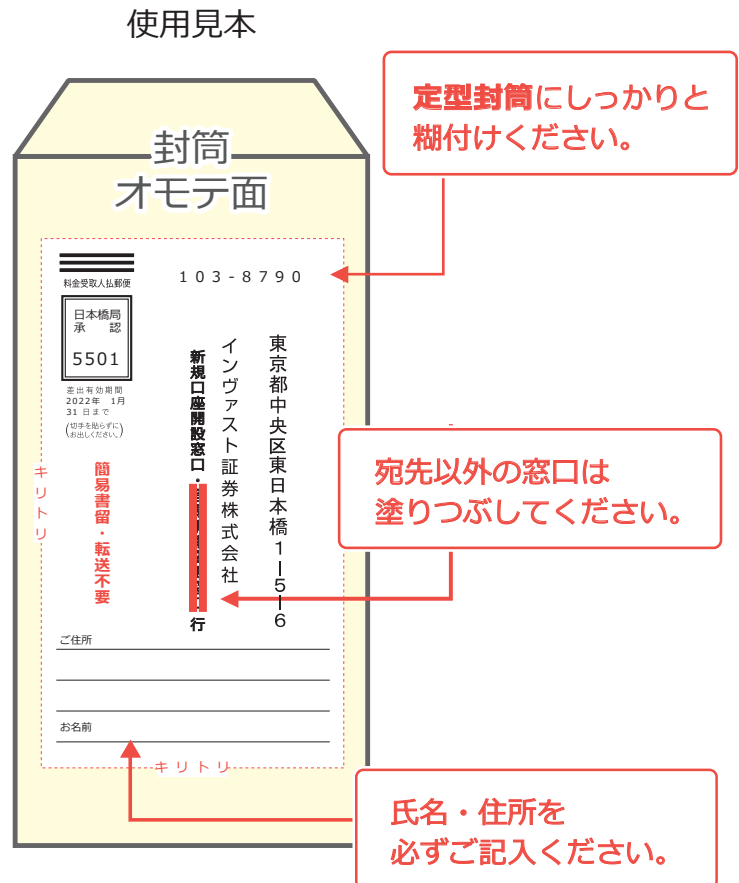 使用見本
定型封筒にしっかりと
糊付けください。
封筒
オモテ面
料金受取人払郵便
103-8790
日本橋局
承 認
5501
差出有効期間
2022年 1月
31日まで
(切手を貼らずに
お出しください。)
東京都中央区東日本橋1-5-6
インヴァスト証券株式会社
新規口座開設窓口・
行
宛先以外の窓口は
塗りつぶしてください。
キリトリ
簡易書留・転送不要
ご住所
お名前
キリトリ
氏名・住所を
必ずご記入ください。